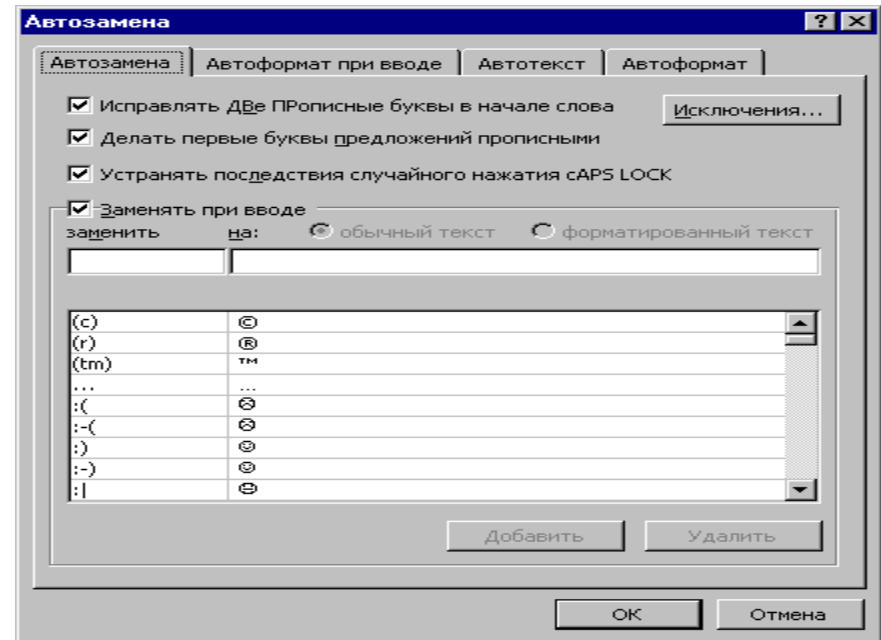 Автозамена
Автозамена Автоформат при вводе Автотекст Автоформат
Исправлять ДВе ПРописные буквы в начале слова Исключения...
Делать первые буквы предложений прописными
Устранять последствия случайного нажатия cAPS LOCK
Заменять при вводе
заменить на: обычный текст форматированный текст
(c) ©
(r) ®
(tm) ™
... ...
:( ☹
:-( ☹
:) ☺
:-) ☺
:| 😐
Добавить Удалить
ОК Отмена